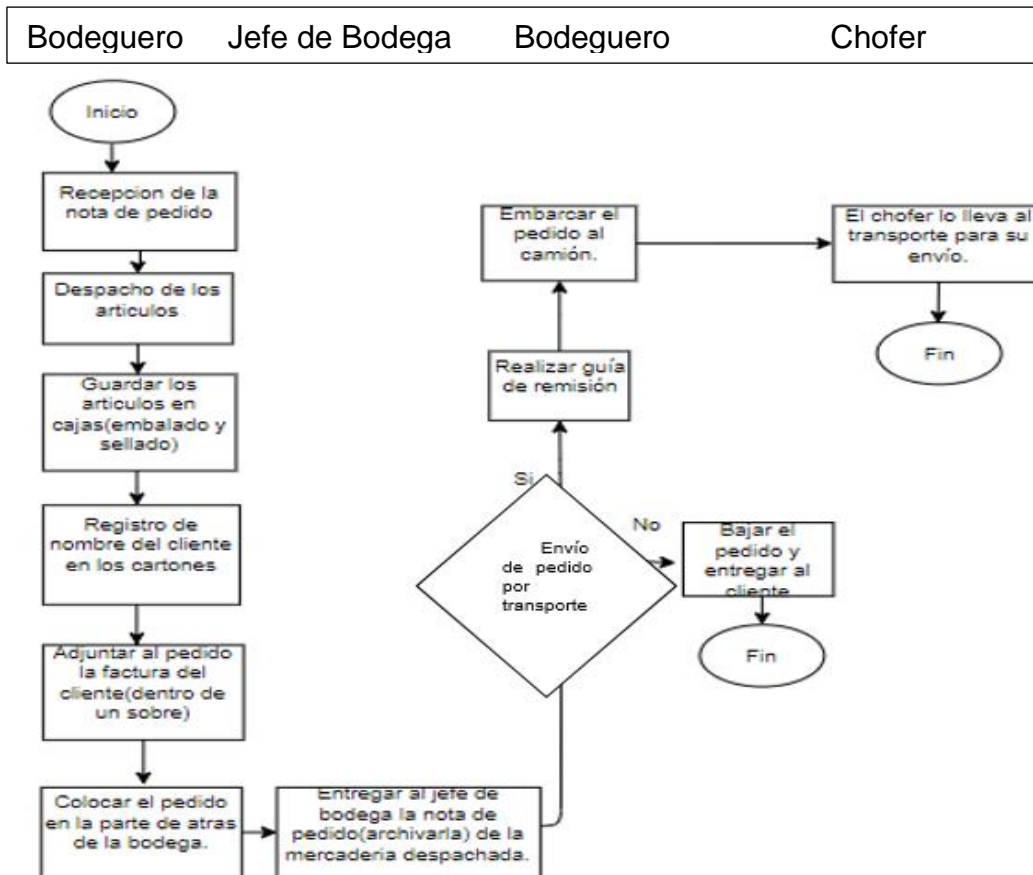 Bodeguero Jefe de Bodega Bodeguero Chofer
Inicio
Recepcion de la
nota de pedido
Despacho de los
articulos
Guardar los
articulos en
cajas(embalado y
sellado)
Registro de
nombre del cliente
en los cartones
Adjuntar al pedido
la factura del
cliente(dentro de
un sobre)
Colocar el pedido
en la parte de atras
de la bodega.
Entregar al jefe de
bodega la nota de
pedido(archivarla) de la
mercaderia despachada.
Envío
de pedido
por
transporte
Si
No
Realizar guía
de remisión
Embarcar el
pedido al
camión.
El chofer lo lleva al
transporte para su
envío.
Fin
Bajar el
pedido y
entregar al
cliente
Fin